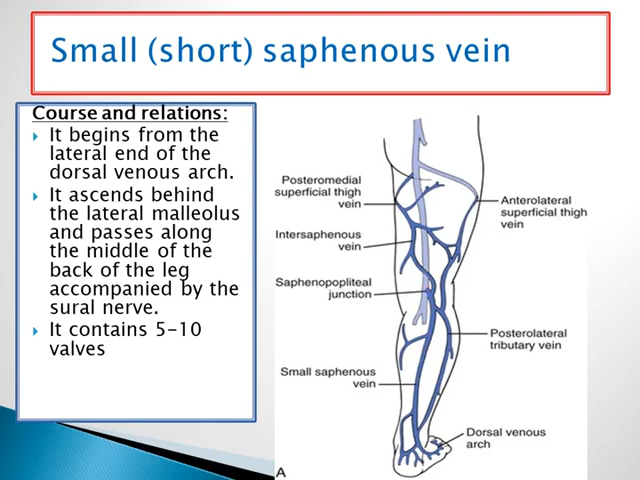 Small (short) saphenous vein
Course and relations:
It begins from the
lateral end of the
dorsal venous arch.
It ascends behind
the lateral malleolus
and passes along
the middle of the
back of the leg
accompanied by the
sural nerve.
It contains 5-10
valves
Posteromedial
superficial thigh
vein
Intersaphenous
vein
Saphenopopliteal
junction
Small saphenous
vein
Anterolateral
superficial thigh
vein
Posterolateral
tributary vein
Dorsal venous
arch
A